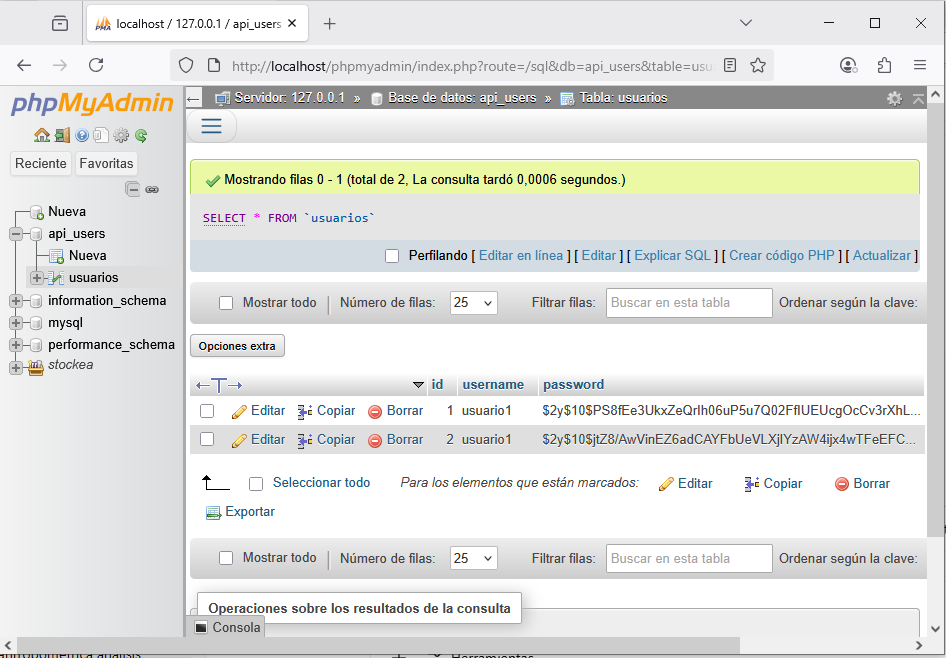 localhost / 127.0.0.1 / api_users
http://localhost/phpmyadmin/index.php?route=/sql&db=api_users&table=usu
phpMyAdmin
Reciente Favoritas
Nueva
api_users
Nueva
usuarios
information_schema
mysql
performance_schema
stockea
Servidor: 127.0.0.1 » Base de datos: api_users » Tabla: usuarios
Mostrando filas 0 - 1 (total de 2, La consulta tardó 0,0006 segundos.)
SELECT * FROM `usuarios`
Perfilando [ Editar en línea ] [ Editar ] [ Explicar SQL ] [ Crear código PHP ] [ Actualizar ]
Mostrar todo Número de filas: 25 Filtrar filas: Buscar en esta tabla Ordenar según la clave:
Opciones extra
←T→ id username password
Editar Copiar Borrar 1 usuario1 $2y$10$PS8fEe3UkxZeQrIh06uP5u7Q02FfIUEUcgOcCv3rXhL...
Editar Copiar Borrar 2 usuario1 $2y$10$jtZ8/AwVinEZ6adCAYFbUeVLXjlYzAW4ijx4wTFeEFC...
Seleccionar todo Para los elementos que están marcados: Editar Copiar Borrar
Exportar
Mostrar todo Número de filas: 25 Filtrar filas: Buscar en esta tabla Ordenar según la clave:
Operaciones sobre los resultados de la consulta
Consola